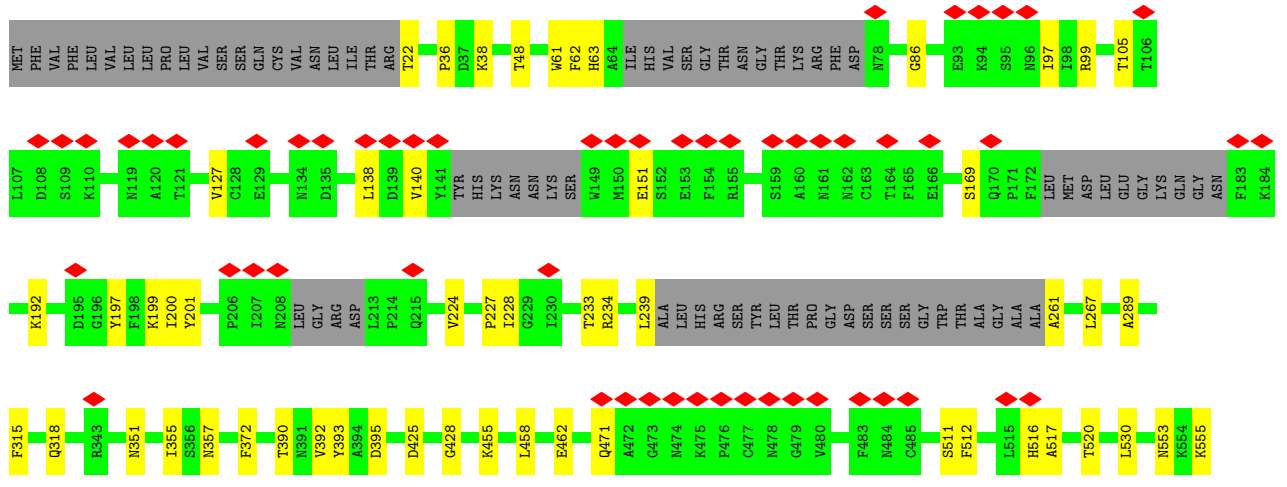 MET PHE VAL PHE LEU VAL LEU LEU PRO LEU VAL SER SER GLN CYS VAL ASN LEU ILE THR ARG T22 P36 D37 K38 T48 W61 F62 H63 A64 ILE HIS VAL SER GLY THR ASN GLY THR LYS ARG PHE ASP N78 G86 E93 K94 S95 N96 I97 I98 R99 T105 T106
L107 D108 S109 K110 N119 A120 T121 V127 C128 E129 N134 D135 L138 D139 V140 Y141 TYR HIS LYS ASN ASN LYS SER W149 M150 E151 S152 E153 F154 R155 S159 A160 N161 N162 C163 T164 F165 E166 S169 Q170 P171 F172 LEU MET ASP LEU GLU GLY LYS GLN GLY ASN F183 K184
K192 D195 G196 Y197 F198 K199 I200 Y201 P206 I207 N208 LEU GLY ARG ASP L213 P214 Q215 V224 P227 I228 G229 I230 T233 R234 L239 ALA LEU HIS ARG SER TYR LEU THR PRO GLY ASP SER SER SER GLY TRP THR ALA GLY ALA ALA A261 L267 A289
F315 Q318 R343 N351 I355 S356 N357 F372 T390 N391 V392 Y393 A394 D395 D425 G428 K455 L458 E462 Q471 A472 G473 N474 K475 P476 C477 N478 G479 V480 F483 N484 C485 S511 F512 L515 H516 A517 T520 L530 N553 K554 K555